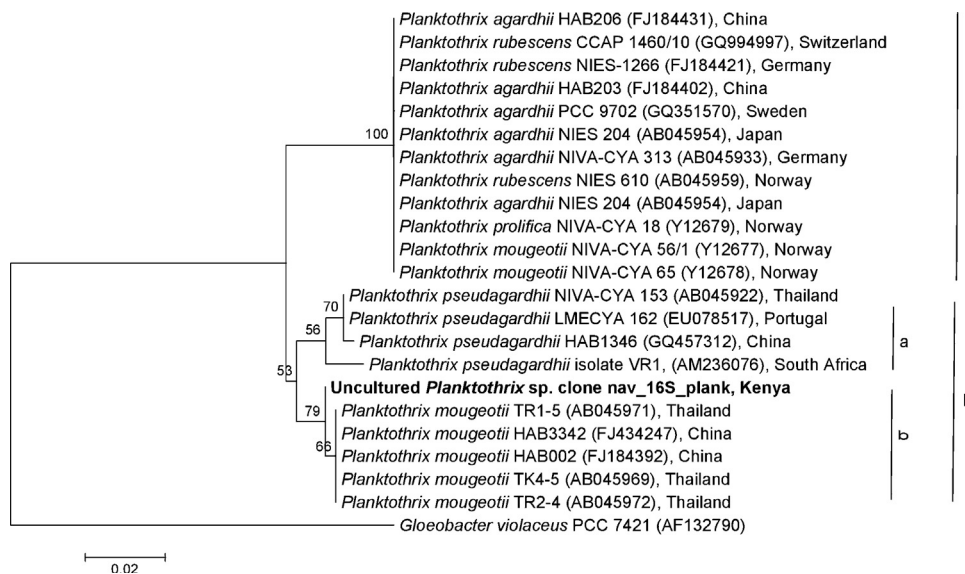 Planktothrix agardhii HAB206 (FJ184431), China
Planktothrix rubescens CCAP 1460/10 (GQ994997), Switzerland
Planktothrix rubescens NIES-1266 (FJ184421), Germany
Planktothrix agardhii HAB203 (FJ184402), China
Planktothrix agardhii PCC 9702 (GQ351570), Sweden
100
Planktothrix agardhii NIES 204 (AB045954), Japan
Planktothrix agardhii NIVA-CYA 313 (AB045933), Germany
Planktothrix rubescens NIES 610 (AB045959), Norway
Planktothrix agardhii NIES 204 (AB045954), Japan
Planktothrix prolifica NIVA-CYA 18 (Y12679), Norway
Planktothrix mougeotii NIVA-CYA 56/1 (Y12677), Norway
Planktothrix mougeotii NIVA-CYA 65 (Y12678), Norway
Planktothrix pseudagardhii NIVA-CYA 153 (AB045922), Thailand
70
Planktothrix pseudagardhii LMECYA 162 (EU078517), Portugal
56
Planktothrix pseudagardhii HAB1346 (GQ457312), China
a
Planktothrix pseudagardhii isolate VR1, (AM236076), South Africa
53
Uncultured Planktothrix sp. clone nav_16S_plank, Kenya
79
Planktothrix mougeotii TR1-5 (AB045971), Thailand
Planktothrix mougeotii HAB3342 (FJ434247), China
b
66
Planktothrix mougeotii HAB002 (FJ184392), China
Planktothrix mougeotii TK4-5 (AB045969), Thailand
Planktothrix mougeotii TR2-4 (AB045972), Thailand
Gloeobacter violaceus PCC 7421 (AF132790)
0.02